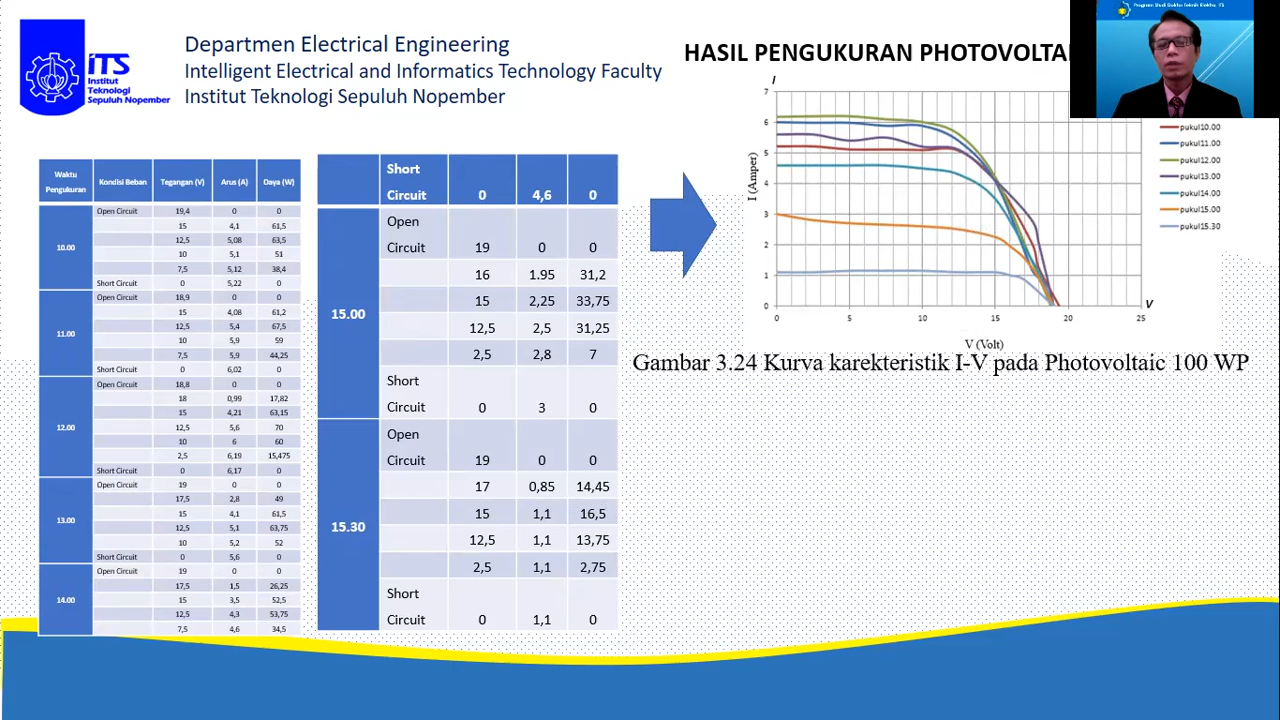 iTS
Institut
Teknologi
Sepuluh Nopember
Departmen Electrical Engineering
Intelligent Electrical and Informatics Technology Faculty
Institut Teknologi Sepuluh Nopember
HASIL PENGUKURAN PHOTOVOLTA
Program Studi Doktor Teknik Elektro, ITS
Waktu Pengukuran Kondisi Beban Tegangan (V) Arus (A) Daya (W)
10.00
Open Circuit 19,4 0 0
15 4,1 61,5
12,5 5,08 63,5
10 5,1 51
7,5 5,12 38,4
Short Circuit 0 5,22 0
11.00
Open Circuit 18,9 0 0
15 4,08 61,2
12,5 5,4 67,5
10 5,9 59
7,5 5,9 44,25
Short Circuit 0 6,02 0
12.00
Open Circuit 18,8 0 0
18 0,99 17,82
15 4,21 63,15
12,5 5,6 70
10 6 60
2,5 6,19 15,475
Short Circuit 0 6,17 0
13.00
Open Circuit 19 0 0
17,5 2,8 49
15 4,1 61,5
12,5 5,1 63,75
10 5,2 52
Short Circuit 0 5,6 0
14.00
Open Circuit 19 0 0
17,5 1,5 26,25
15 3,5 52,5
12,5 4,3 53,75
7,5 4,6 34,5
Short
Circuit 0 4,6 0
15.00
Open
Circuit 19 0 0
16 1.95 31,2
15 2,25 33,75
12,5 2,5 31,25
2,5 2,8 7
Short
Circuit 0 3 0
15.30
Open
Circuit 19 0 0
17 0,85 14,45
15 1,1 16,5
12,5 1,1 13,75
2,5 1,1 2,75
Short
Circuit 0 1,1 0
I
I (Amper)
7
6
5
4
3
2
1
0
0 5 10 15 20 25
V
V (Volt)
pukul10.00
pukul11.00
pukul12.00
pukul13.00
pukul14.00
pukul15.00
pukul15.30
Gambar 3.24 Kurva karekteristik I-V pada Photovoltaic 100 WP